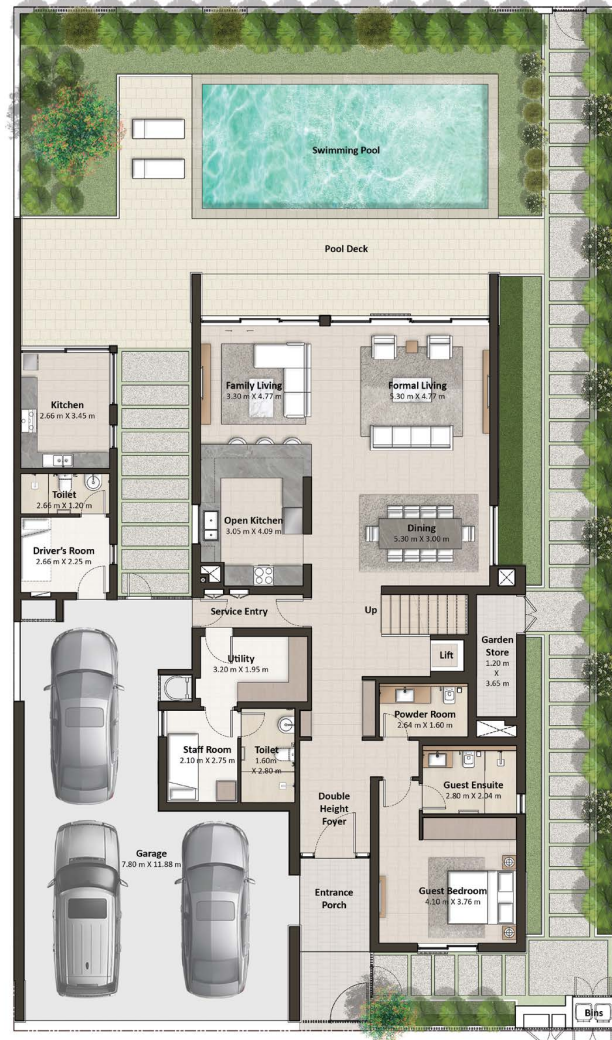 Swimming Pool
Pool Deck
Family Living
3.30 m X 4.77 m
Formal Living
5.30 m X 4.77 m
Kitchen
2.66 m X 3.45 m
Toilet
2.66 m X 1.20 m
Open Kitchen
3.05 m X 4.09 m
Dining
5.30 m X 3.00 m
Driver's Room
2.66 m X 2.25 m
Service Entry
Up
Utility
3.20 m X 1.95 m
Lift
Garden
Store
1.20 m
X
3.65 m
Powder Room
2.64 m X 1.60 m
Staff Room
2.10 m X 2.75 m
Toilet
1.60m
X 2.80 m
Guest Ensuite
2.80 m X 2.04 m
Double
Height
Foyer
Garage
7.80 m X 11.88 m
Entrance
Porch
Guest Bedroom
4.10 m X 3.76 m
Bins